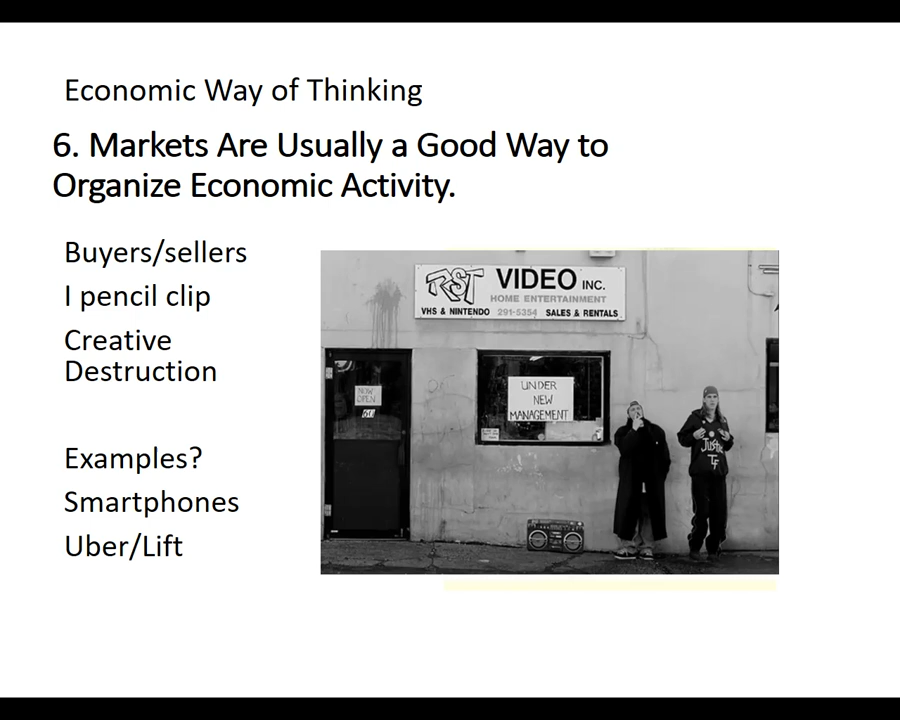 Economic Way of Thinking
6. Markets Are Usually a Good Way to
Organize Economic Activity.
Buyers/sellers
I pencil clip
Creative
Destruction
Examples?
Smartphones
Uber/Lift
RST VIDEO INC.
HOME ENTERTAINMENT
VHS & NINTENDO 291-5354 SALES & RENTALS
NOW
OPEN
UNDER
NEW
MANAGEMENT